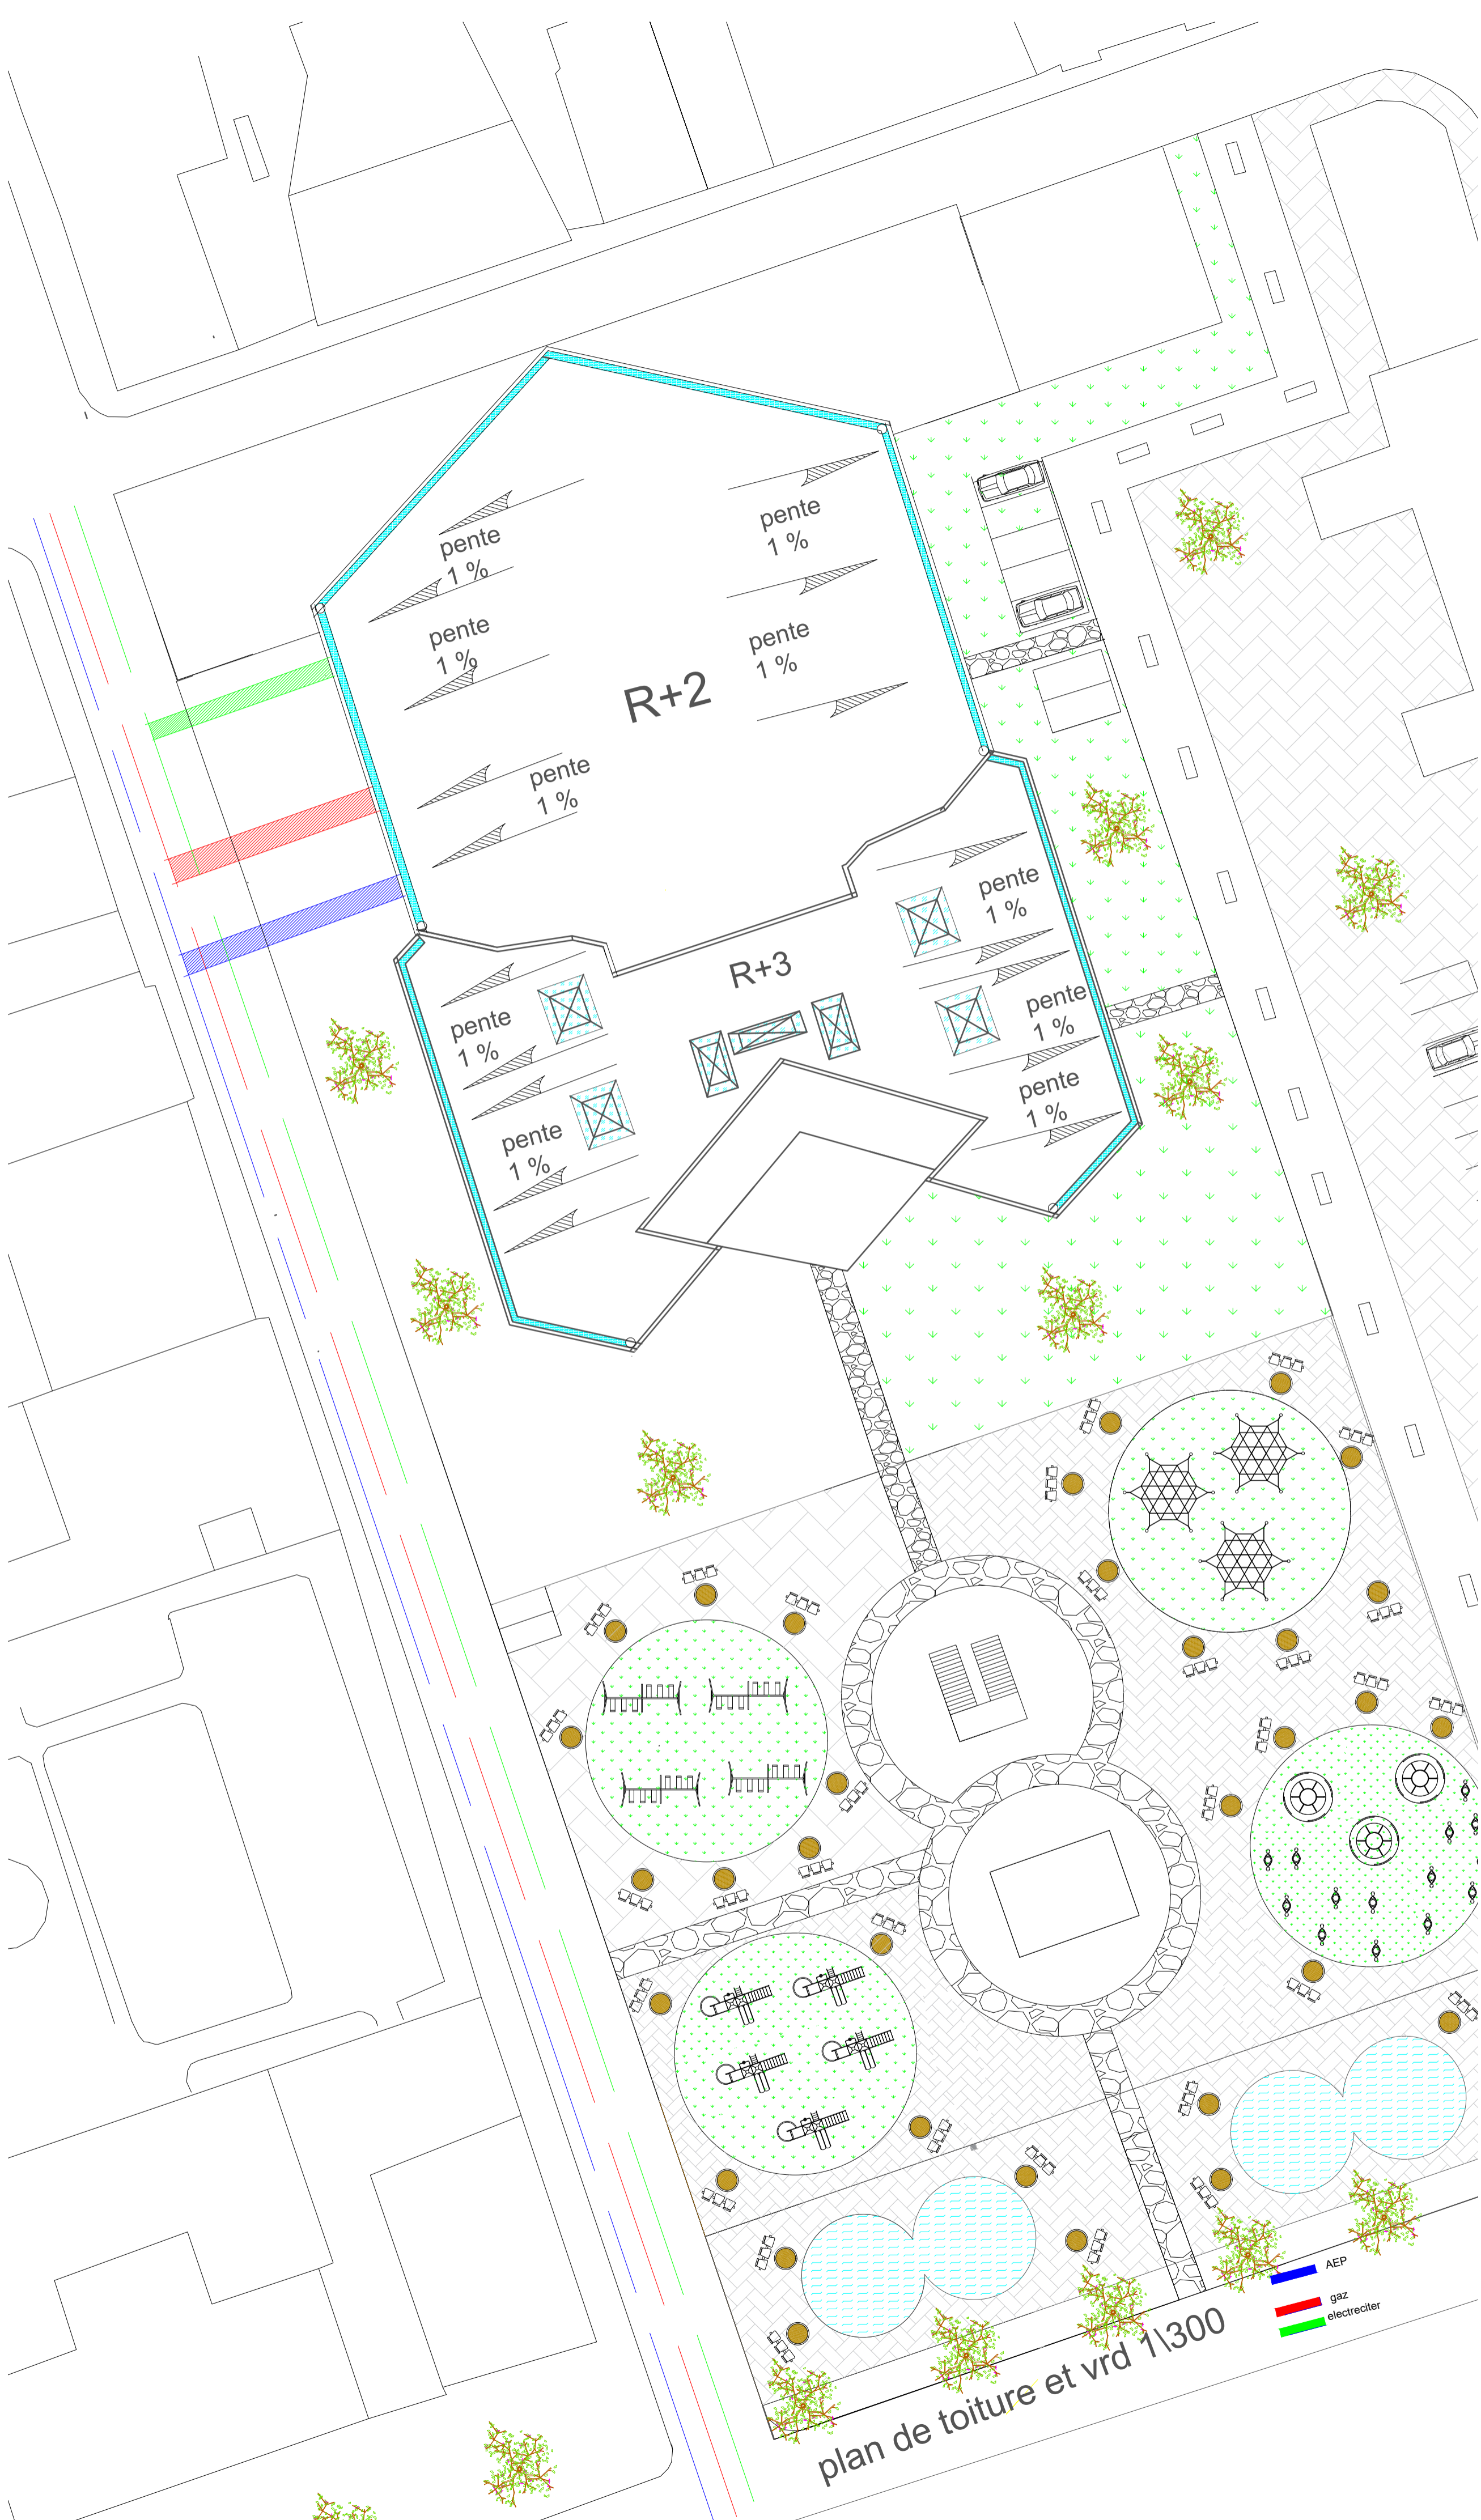 pente
1 %
pente
1 %
pente
1 %
pente
1 %
R+2
pente
1 %
pente
1 %
R+3
pente
1 %
pente
1 %
pente
1 %
pente
1 %
AEP
gaz
electreciter
plan de toiture et vrd 1\300